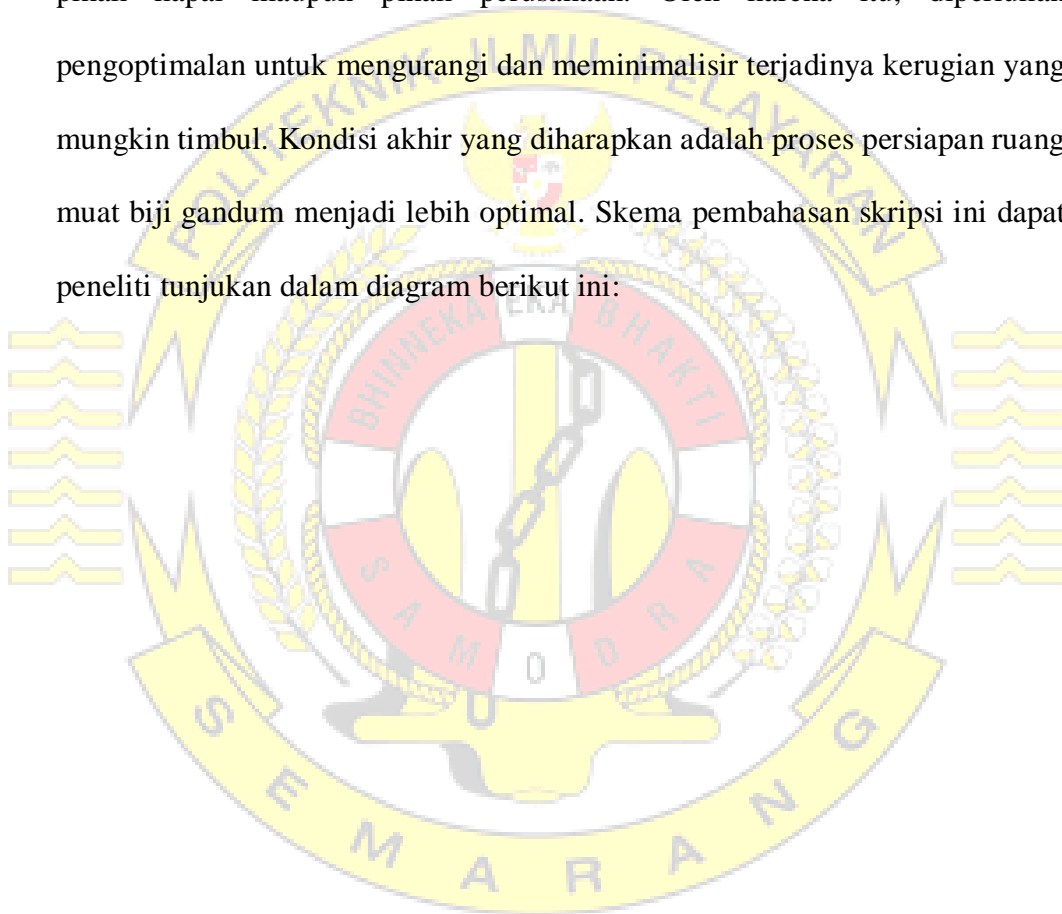 pihak kapal maupun pihak perusahaan. Oleh karena itu, diperlukan
pengoptimalan untuk mengurangi dan meminimalisir terjadinya kerugian yang
mungkin timbul. Kondisi akhir yang diharapkan adalah proses persiapan ruang
muat biji gandum menjadi lebih optimal. Skema pembahasan skripsi ini dapat
peneliti tunjukan dalam diagram berikut ini:
POLITEKNIK ILMU PELAYARAN
BHINNEKA EKA BHAKTI
SAMODRA
SEMARANG